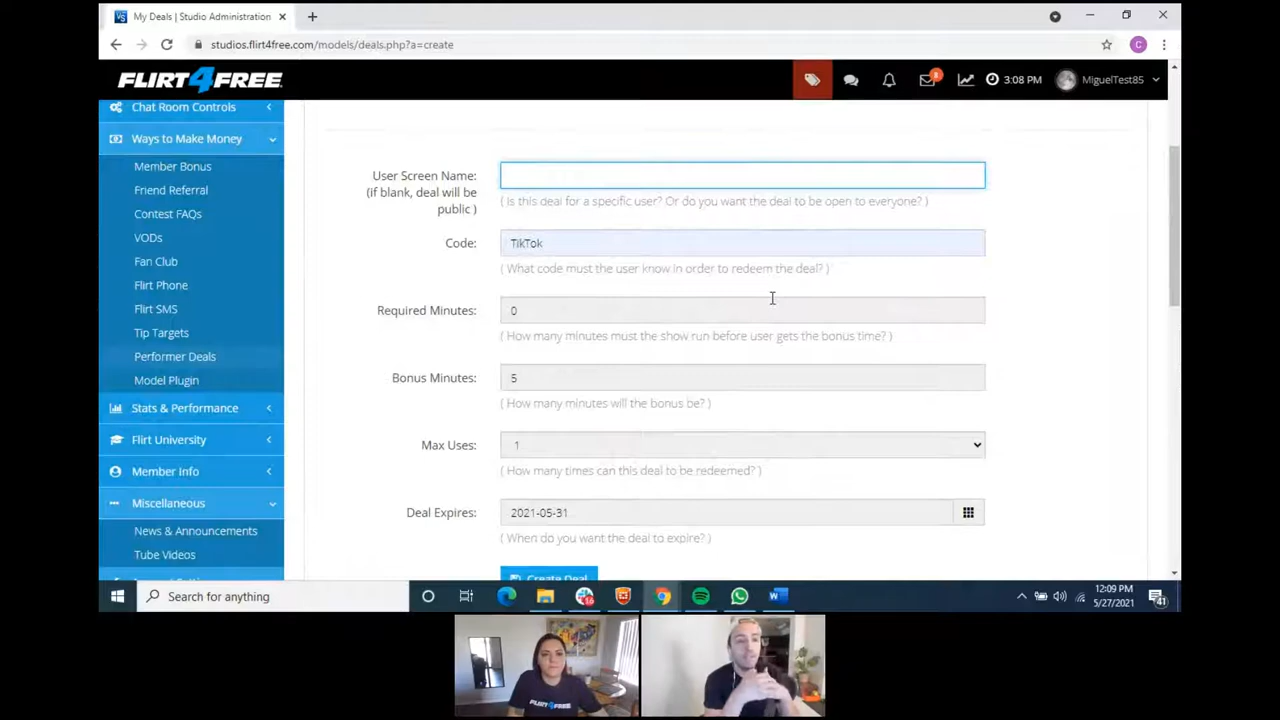 My Deals | Studio Administration
studios.flirt4free.com/models/deals.php?a=create
FLIRT4FREE
8
3:08 PM
MiguelTest85
Chat Room Controls
Ways to Make Money
Member Bonus
Friend Referral
Contest FAQs
VODs
Fan Club
Flirt Phone
Flirt SMS
Tip Targets
Performer Deals
Model Plugin
Stats & Performance
Flirt University
Member Info
Miscellaneous
News & Announcements
Tube Videos
User Screen Name:
(if blank, deal will be
public )
( Is this deal for a specific user? Or do you want the deal to be open to everyone? )
Code:
TikTok
( What code must the user know in order to redeem the deal? )
Required Minutes:
0
( How many minutes must the show run before user gets the bonus time? )
Bonus Minutes:
5
( How many minutes will the bonus be? )
Max Uses:
1
( How many times can this deal to be redeemed? )
Deal Expires:
2021-05-31
( When do you want the deal to expire? )
Create Deal
Search for anything
16
12:09 PM
5/27/2021
41
FLIRT4FREE